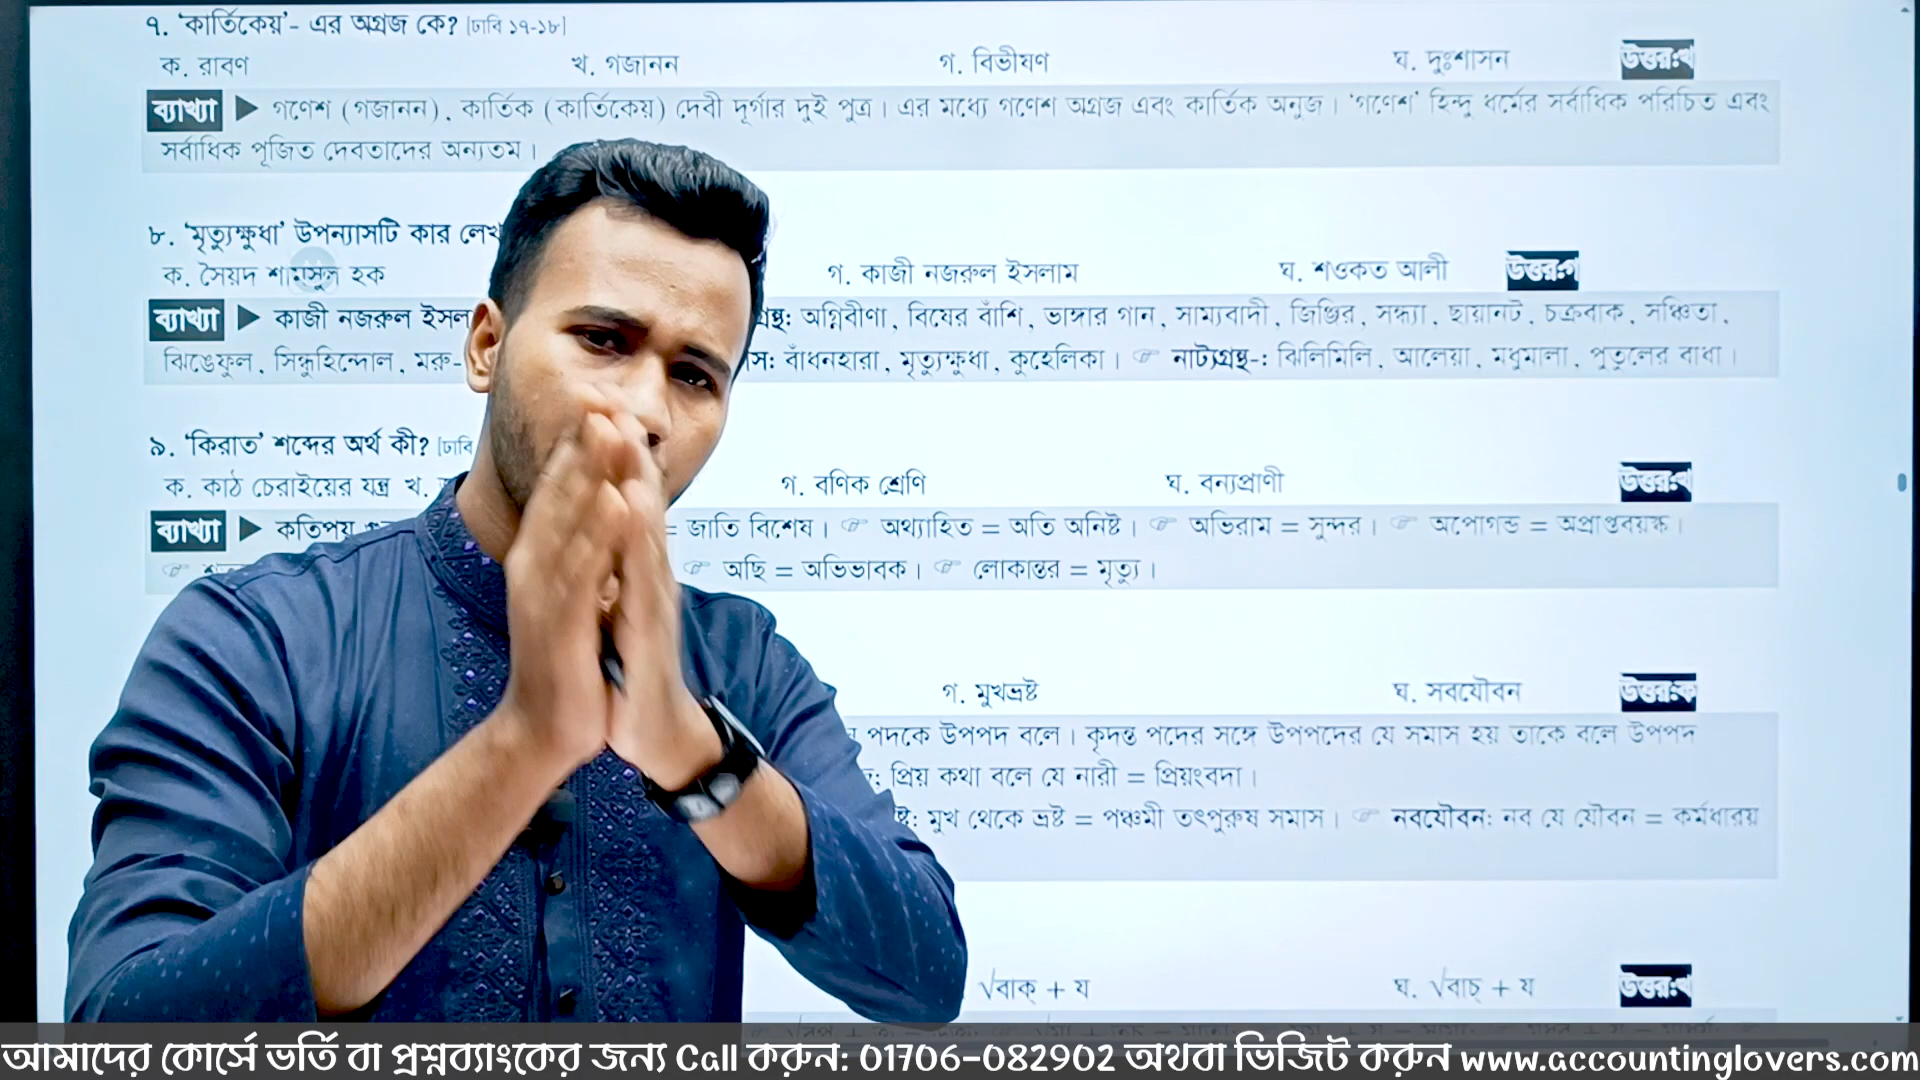 ৭. ‘কার্তিকেয়’- এর অগ্রজ কে? [ঢাবি ১৭-১৮]
ক. রাবণ খ. গজানন গ. বিভীষণ ঘ. দুঃশাসন উত্তর:খ
ব্যাখ্যা ▶ গণেশ (গজানন), কার্তিক (কার্তিকেয়) দেবী দূর্গার দুই পুত্র। এর মধ্যে গণেশ অগ্রজ এবং কার্তিক অনুজ। ‘গণেশ’ হিন্দু ধর্মের সর্বাধিক পরিচিত এবং
সর্বাধিক পূজিত দেবতাদের অন্যতম।
৮. ‘মৃত্যুক্ষুধা’ উপন্যাসটি কার
ক. সৈয়দ শামসুল হক গ. কাজী নজরুল ইসলাম ঘ. শওকত আলী উত্তর:গ
ব্যাখ্যা ▶ কাজী নজরুল অগ্নিবীণা, বিষের বাঁশি, ভাঙ্গার গান, সাম্যবাদী, জিঞ্জির, সন্ধ্যা, ছায়ানট, চক্রবাক, সঞ্চিতা,
ঝিঙেফুল, সিন্ধুহিন্দোল, মরু- বাঁধনহারা, মৃত্যুক্ষুধা, কুহেলিকা। ☞ নাট্যগ্রন্থ-: ঝিলিমিলি, আলেয়া, মধুমালা, পুতুলের বাধা।
৯. ‘কিরাত’ শব্দের অর্থ কী? [ঢাবি
ক. কাঠ চেরাইয়ের যন্ত্র খ. গ. বণিক শ্রেণি ঘ. বন্যপ্রাণী উত্তর:খ
ব্যাখ্যা ▶ কতিপয় = জাতি বিশেষ। ☞ অথ্যাহিত = অতি অনিষ্ট। ☞ অভিরাম = সুন্দর। ☞ অপোগন্ড = অপ্রাপ্তবয়স্ক।
☞ অছি = অভিভাবক। ☞ লোকান্তর = মৃত্যু।
গ. মুখভ্রষ্ট ঘ. সবযৌবন উত্তর:ক
পদকে উপপদ বলে। কৃদন্ত পদের সঙ্গে উপপদের যে সমাস হয় তাকে বলে উপপদ
প্রিয় কথা বলে যে নারী = প্রিয়ংবদা।
মুখ থেকে ভ্রষ্ট = পঞ্চমী তৎপুরুষ সমাস। ☞ নবযৌবন: নব যে যৌবন = কর্মধারয়
√বাক্ + য ঘ. √বাচ্ + য উত্তর:খ
আমাদের কোর্সে ভর্তি বা প্রশ্নব্যাংকের জন্য Call করুন: 01706-082902 অথবা ভিজিট করুন www.accountinglovers.com